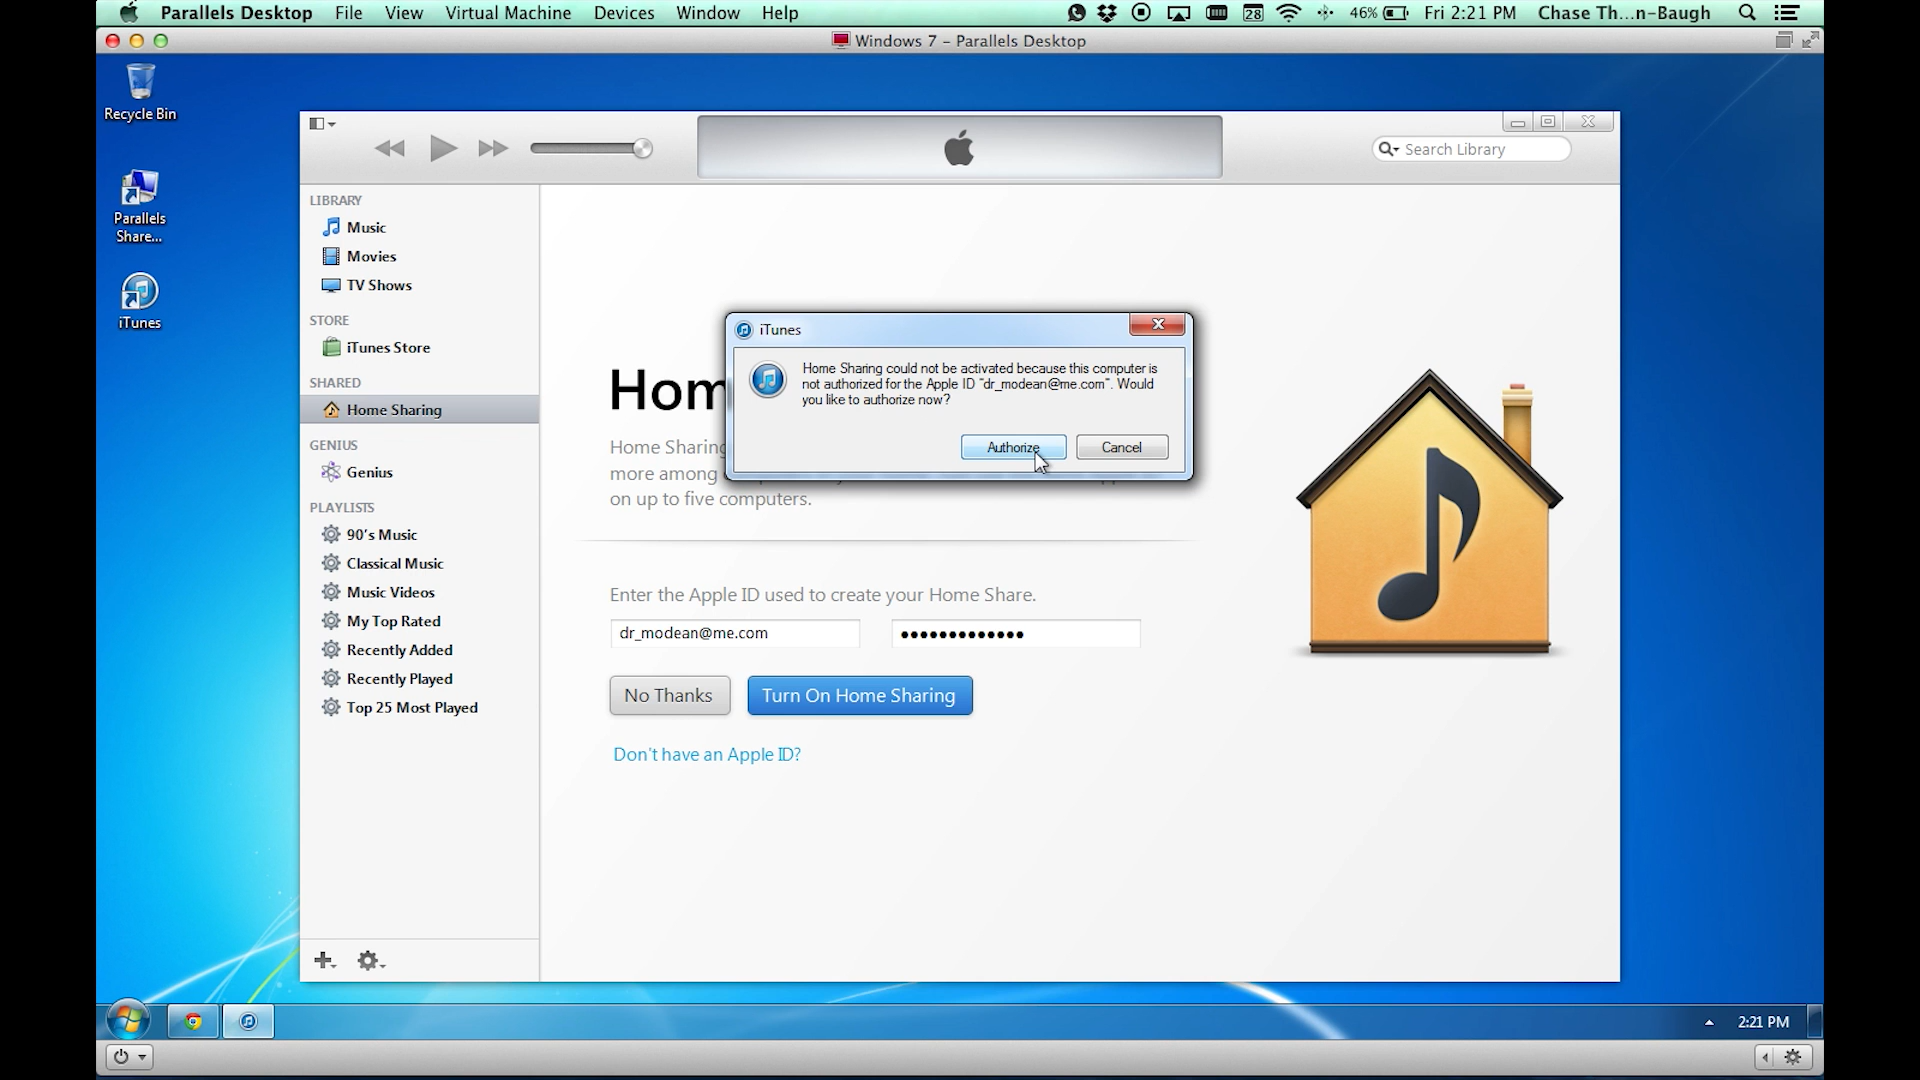 Parallels Desktop File View Virtual Machine Devices Window Help 28 46% Fri 2:21 PM Chase Th...n-Baugh
Windows 7 - Parallels Desktop
Recycle Bin
Parallels
Share...
iTunes
Search Library
LIBRARY
Music
Movies
TV Shows
STORE
iTunes Store
SHARED
Home Sharing
GENIUS
Genius
PLAYLISTS
90's Music
Classical Music
Music Videos
My Top Rated
Recently Added
Recently Played
Top 25 Most Played
iTunes
Home Sharing could not be activated because this computer is
not authorized for the Apple ID "dr_modean@me.com". Would
you like to authorize now?
Authorize Cancel
Hom
Home Sharing
more among
on up to five computers.
Enter the Apple ID used to create your Home Share.
dr_modean@me.com •••••••••••••
No Thanks Turn On Home Sharing
Don't have an Apple ID?
2:21 PM